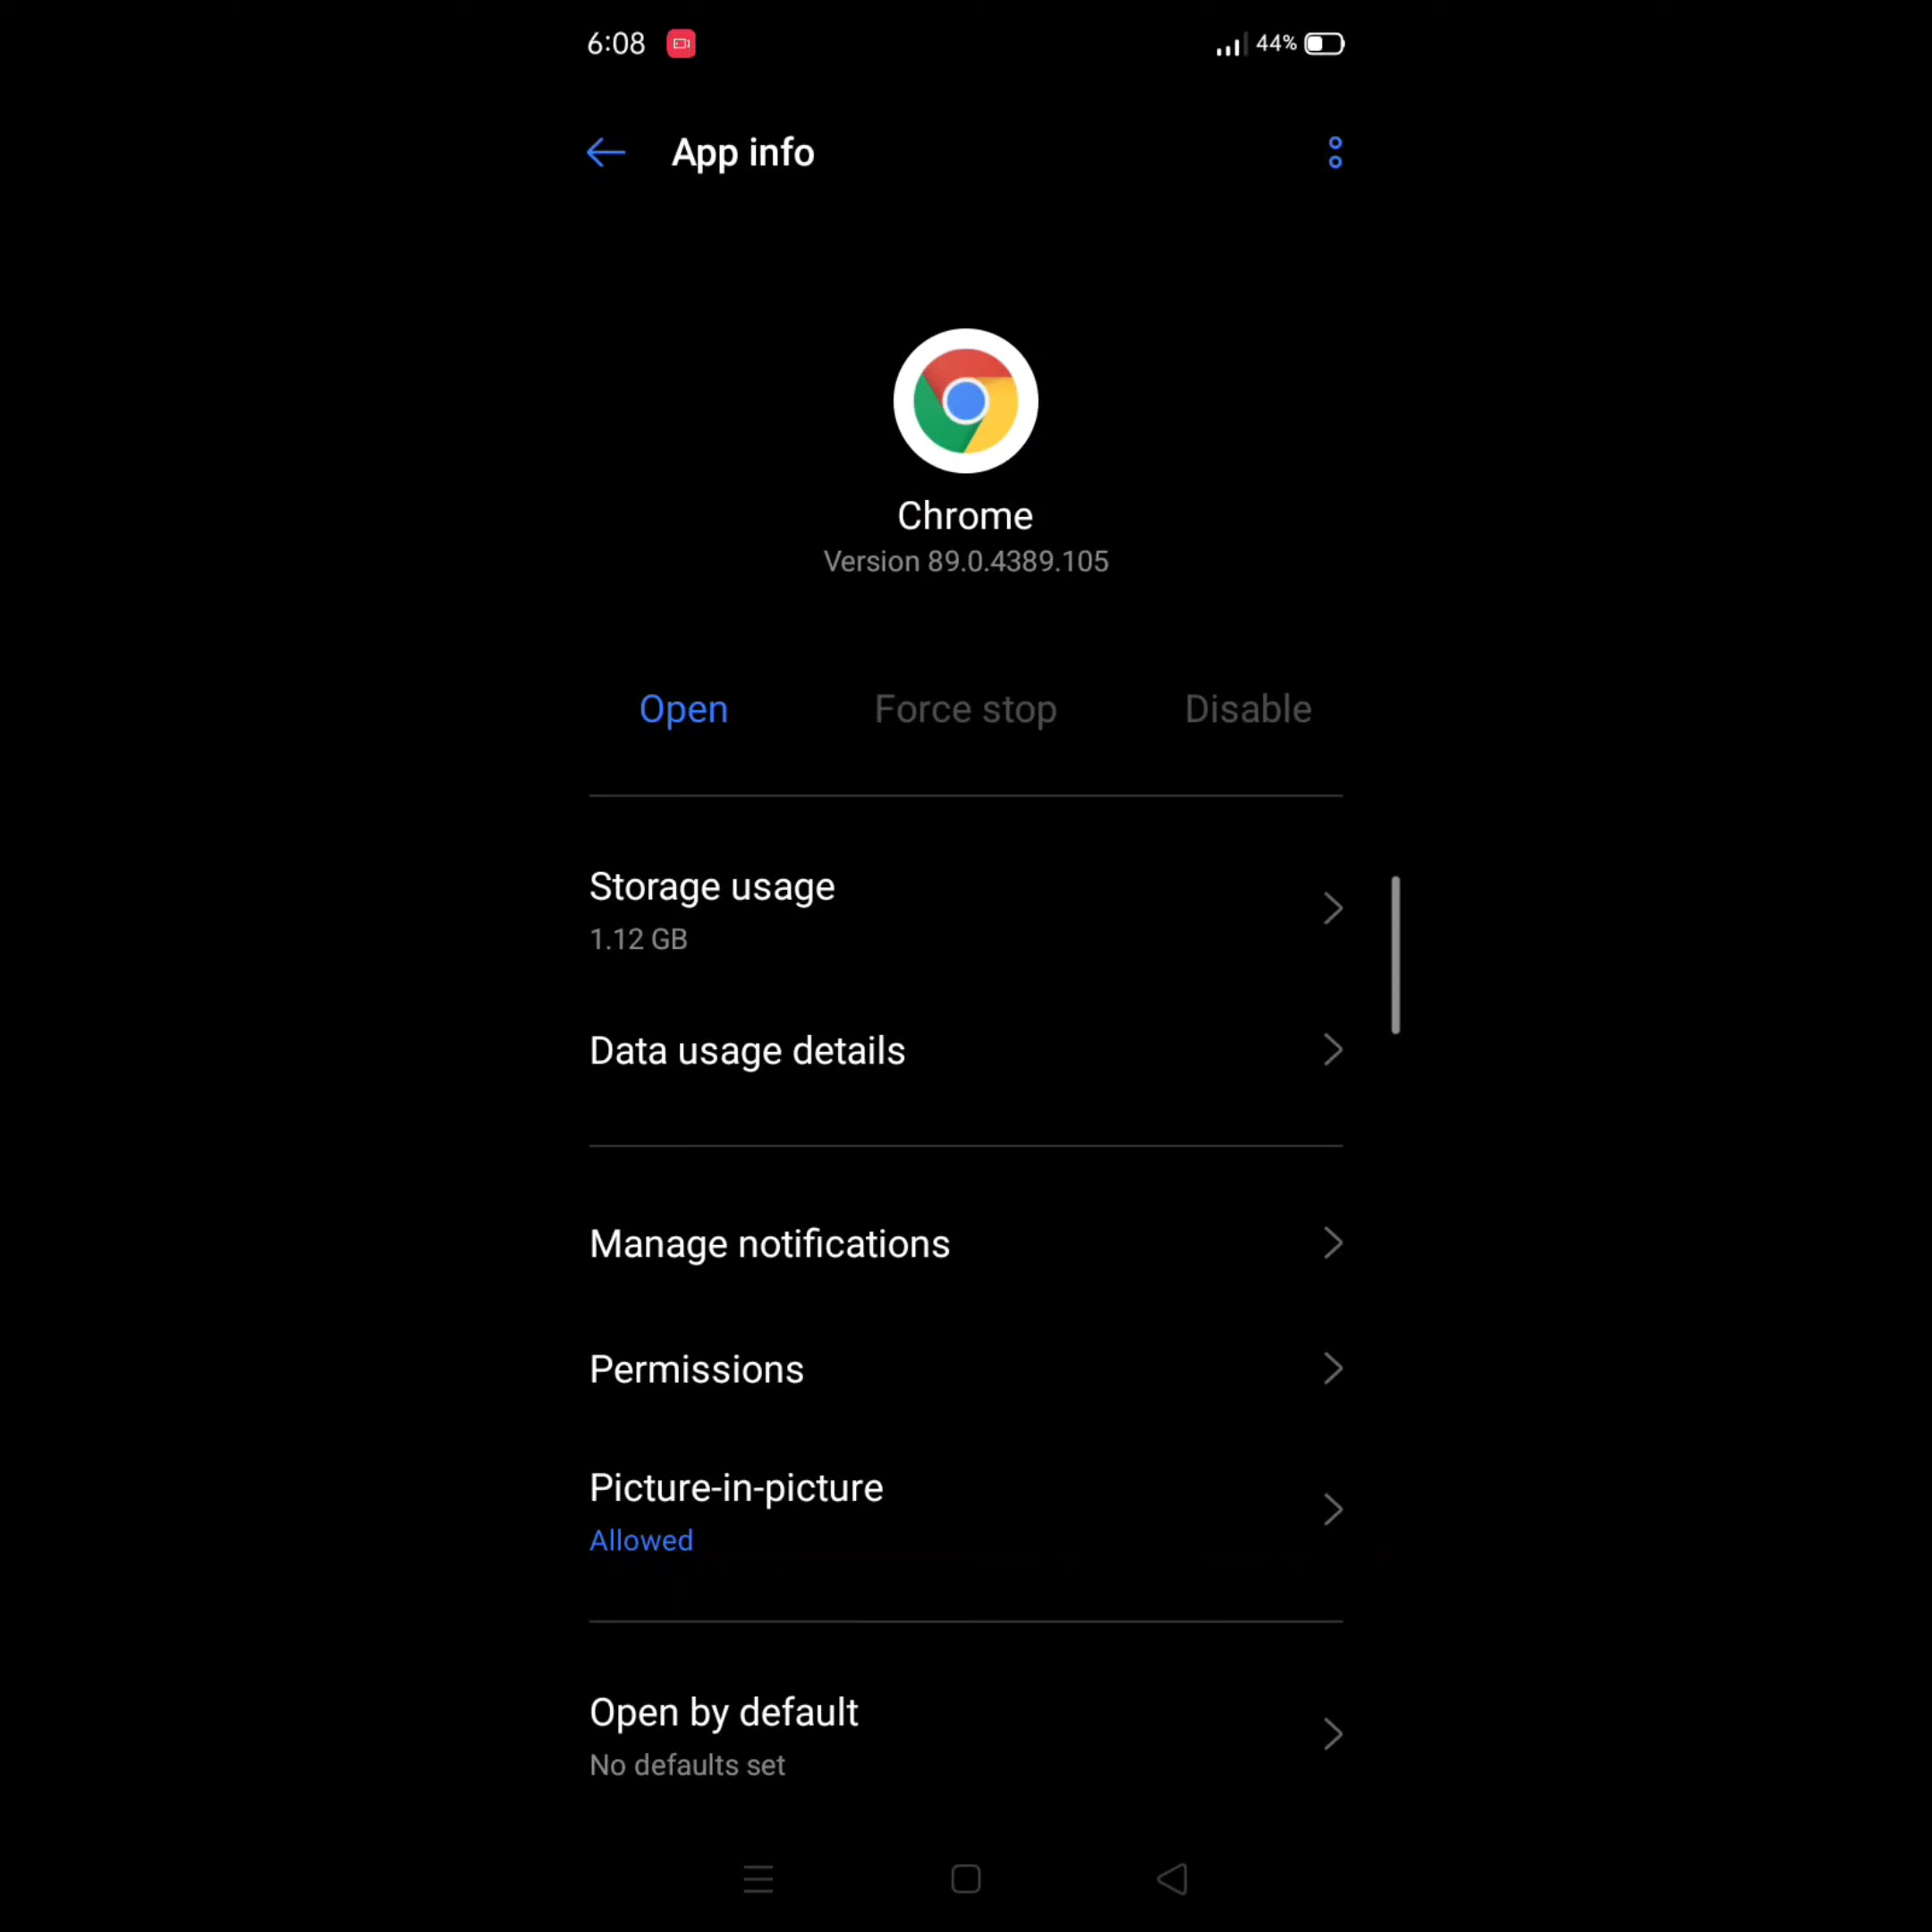 6:08
44%
App info
Chrome
Version 89.0.4389.105
Open Force stop Disable
Storage usage
1.12 GB
Data usage details
Manage notifications
Permissions
Picture-in-picture
Allowed
Open by default
No defaults set